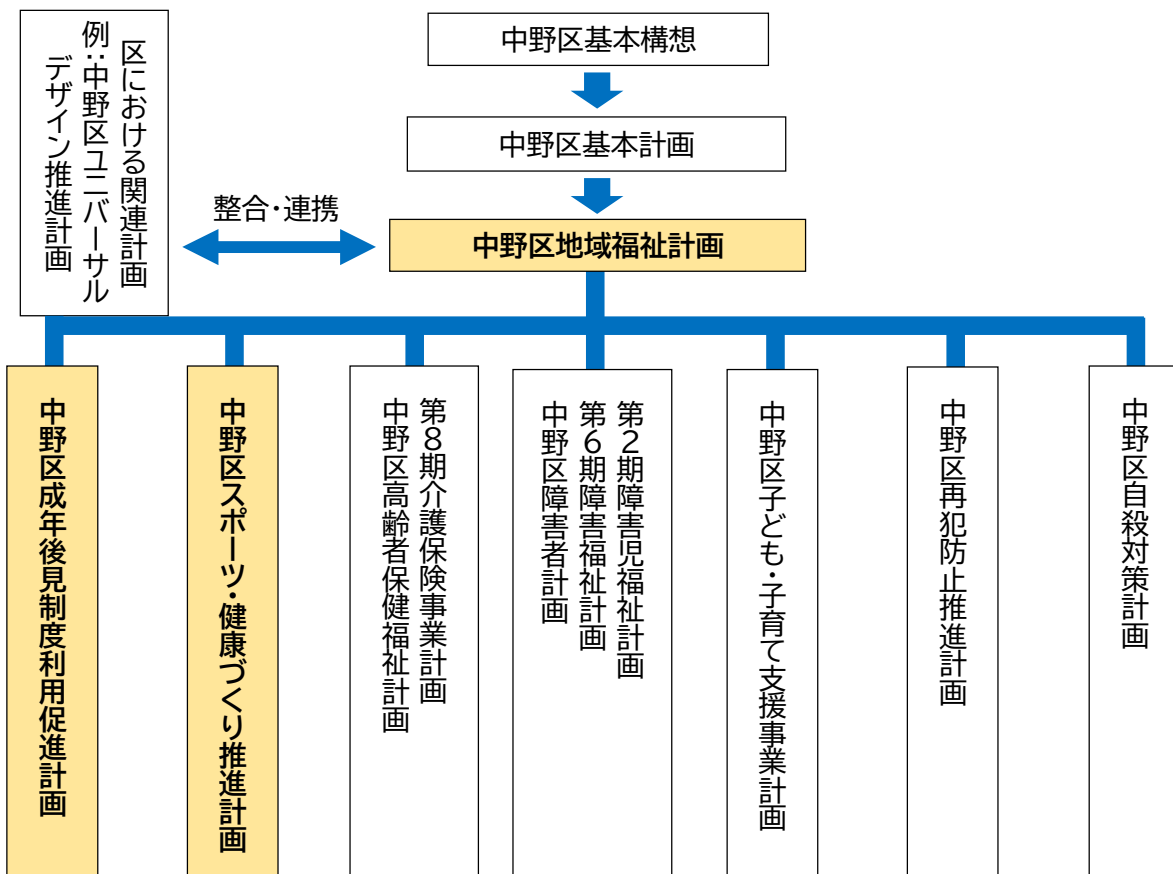 中野区基本構想
中野区基本計画
中野区地域福祉計画
整合・連携
区における関連計画
例:中野区ユニバーサル
デザイン推進計画
中野区成年後見制度利用促進計画
中野区スポーツ・健康づくり推進計画
第8期介護保険事業計画
中野区高齢者保健福祉計画
第2期障害児福祉計画
第6期障害福祉計画
中野区障害者計画
中野区子ども・子育て支援事業計画
中野区再犯防止推進計画
中野区自殺対策計画